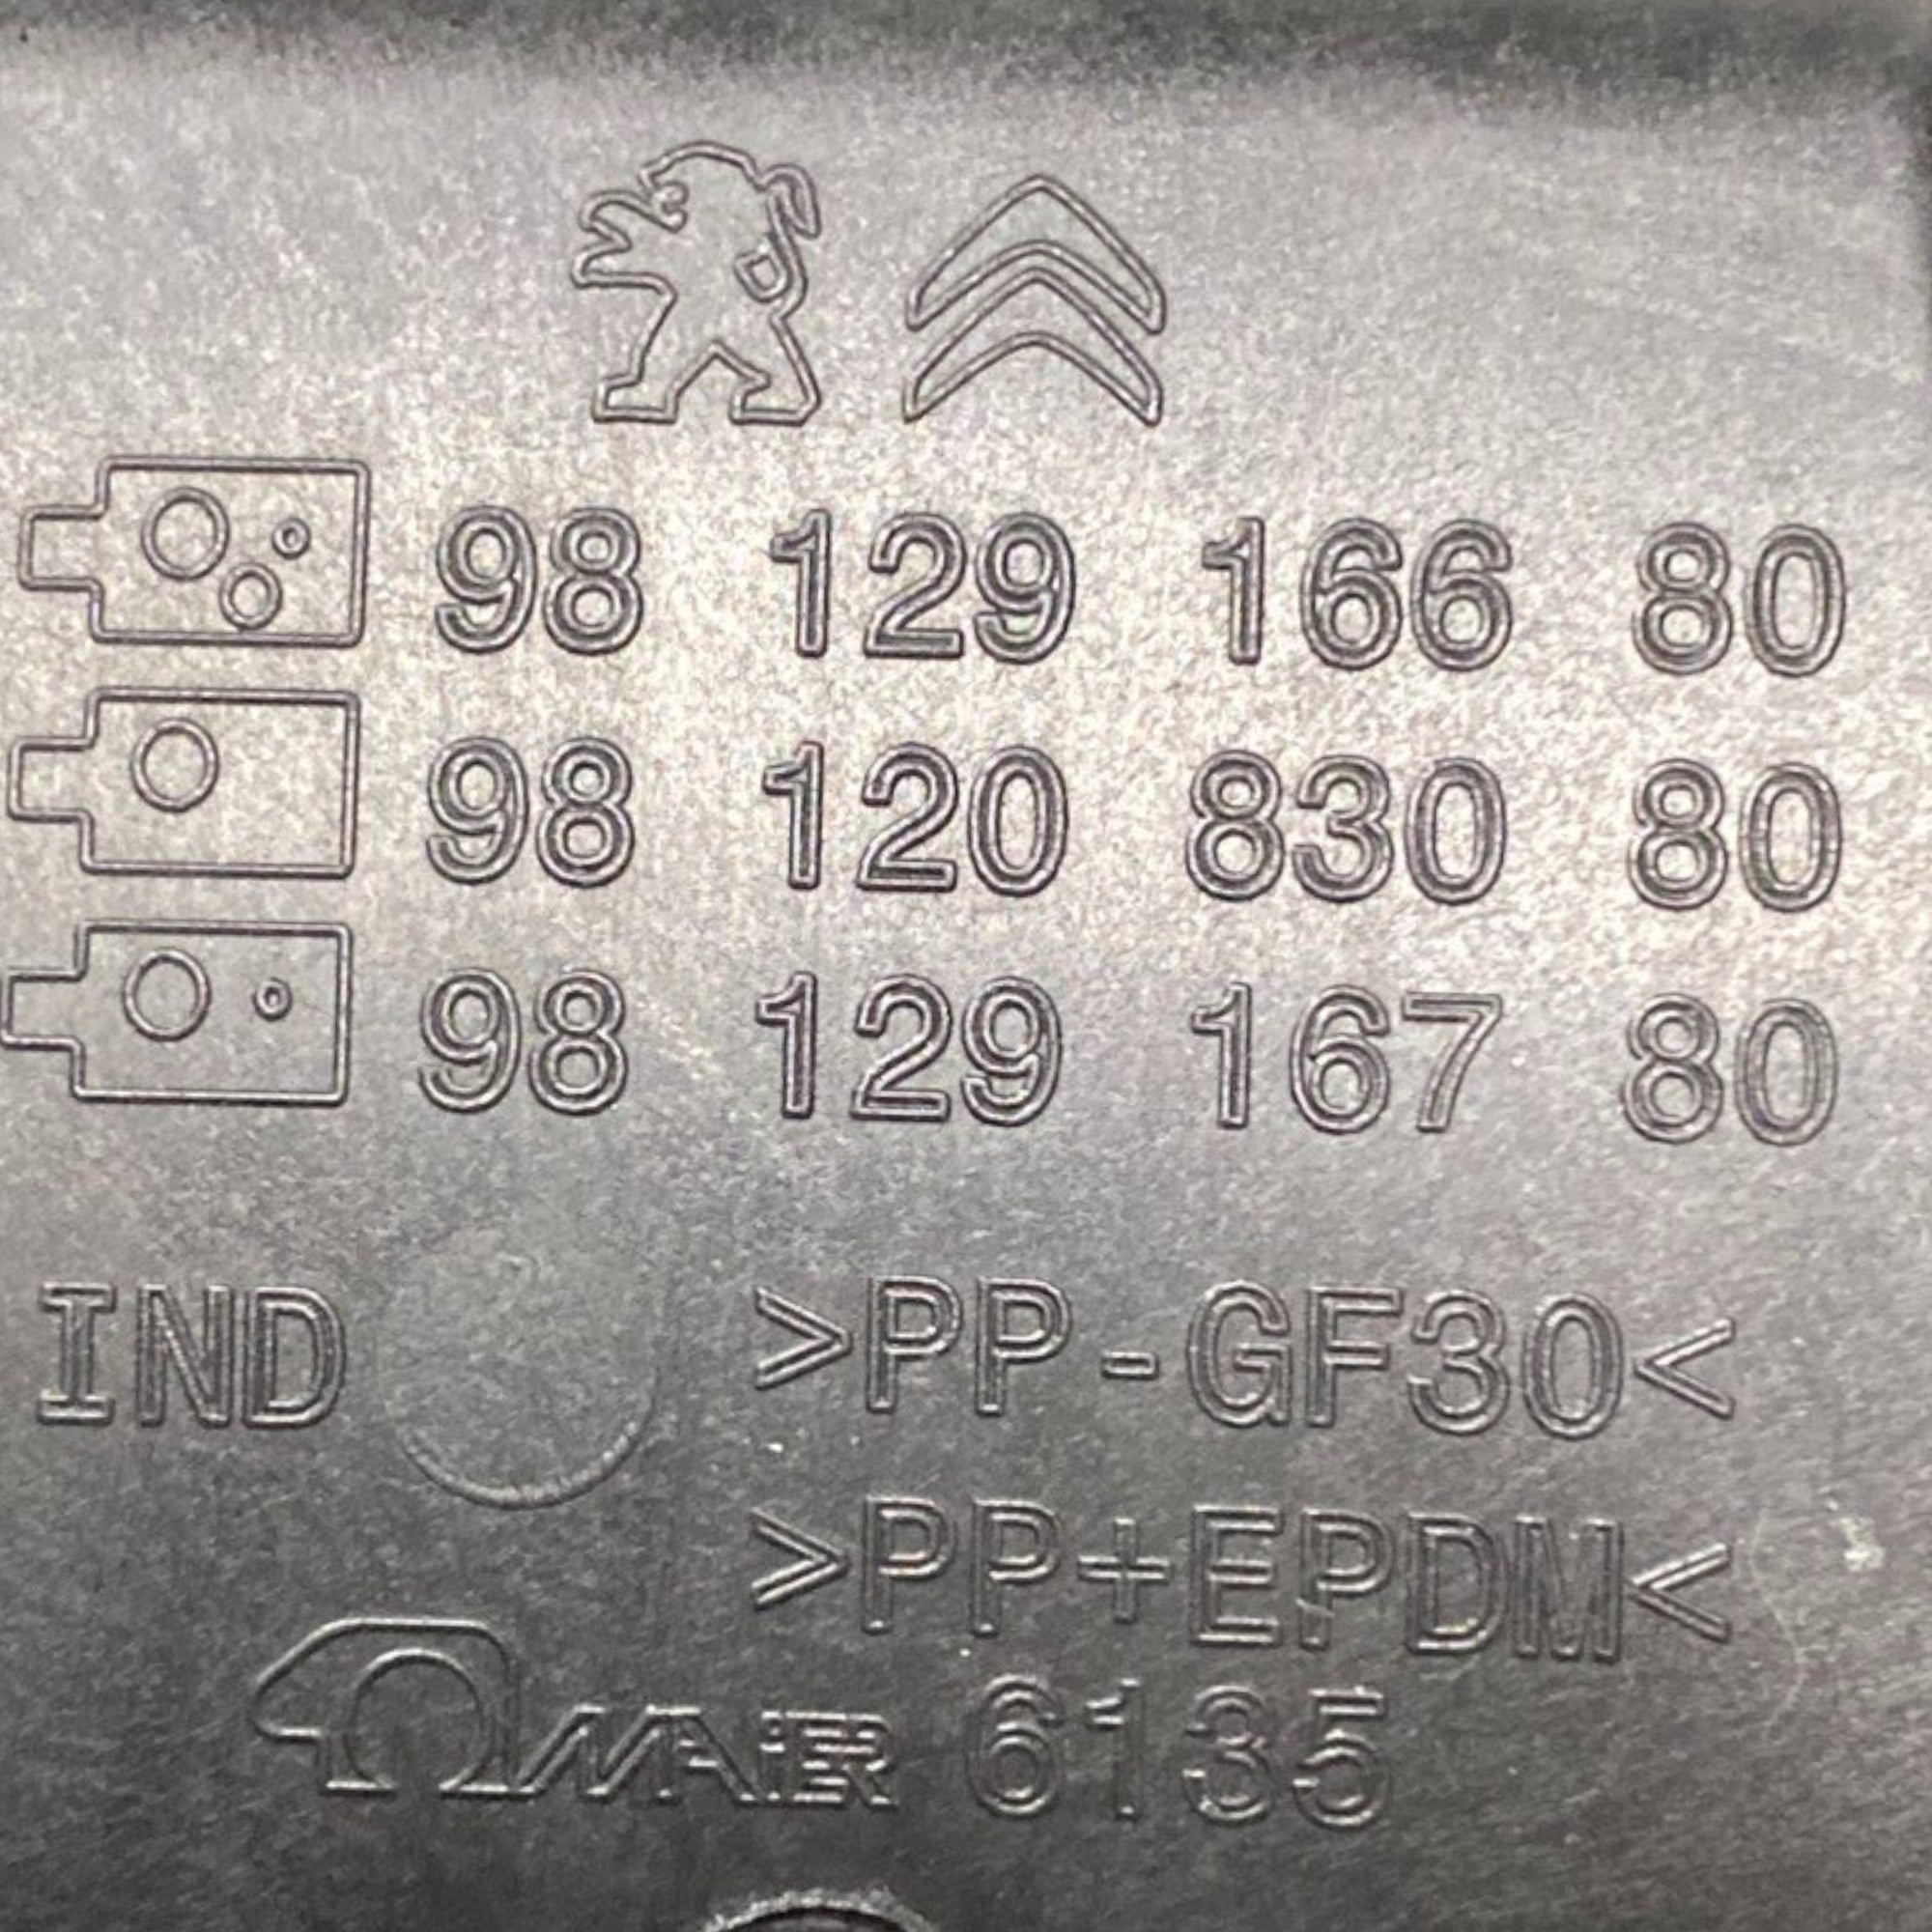 98 129 166 80
98 120 830 80
98 129 167 80
IND >PP-GF30<
>PP+EPDM<
MAIER 6135